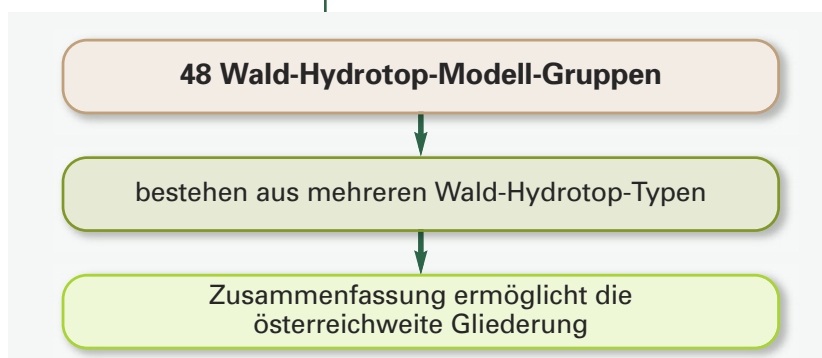 48 Wald-Hydrotop-Modell-Gruppen
bestehen aus mehreren Wald-Hydrotop-Typen
Zusammenfassung ermöglicht die
österreichweite Gliederung